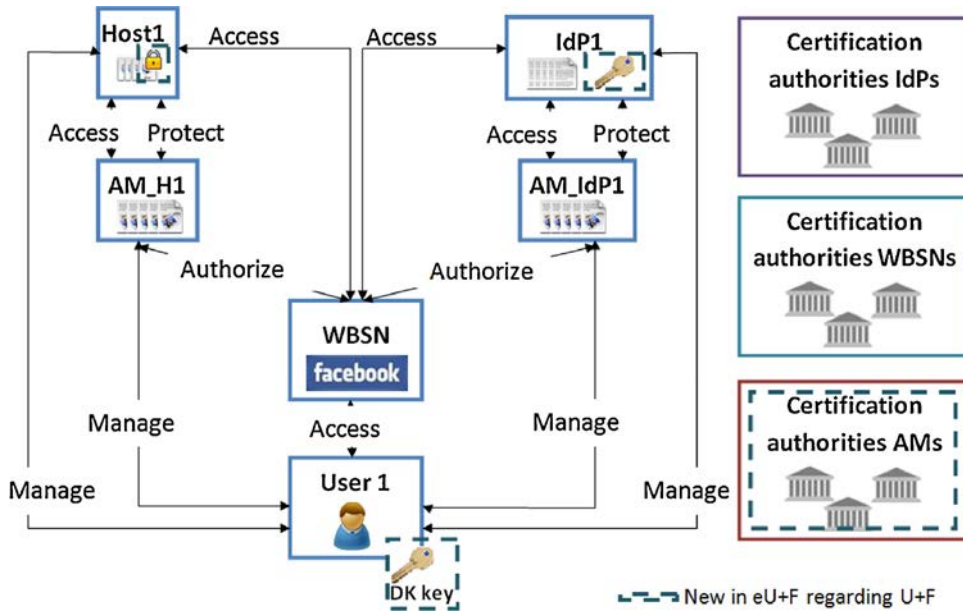 Host1
Access
Access
IdP1
Access
Protect
Access
Protect
AM_H1
AM_IdP1
Authorize
Authorize
WBSN
facebook
Manage
Access
Manage
Manage
User 1
Manage
DK key
Certification
authorities IdPs
Certification
authorities WBSNs
Certification
authorities AMs
New in eU+F regarding U+F